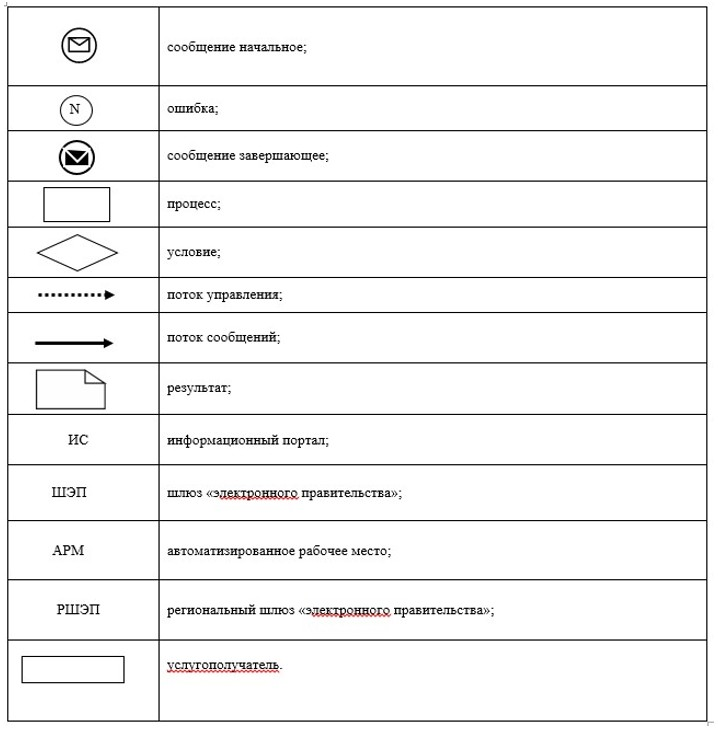 сообщение начальное;
N ошибка;
сообщение завершающее;
процесс;
условие;
поток управления;
поток сообщений;
результат;
ИС информационный портал;
ШЭП шлюз «электронного правительства»;
АРМ автоматизированное рабочее место;
РШЭП региональный шлюз «электронного правительства»;
услугополучатель.